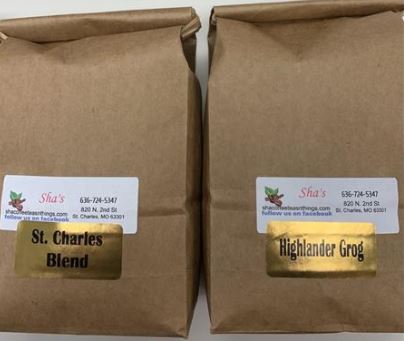 Sha's
636-724-5347
820 N. 2nd St
shacoffeeteasnthings.com St. Charles, MO 63301
follow us on facebook
St. Charles
Blend
Sha's
636-724-5347
820 N. 2nd St
shacoffeeteasnthings.com St. Charles, MO 63301
follow us on facebook
Highlander Grog